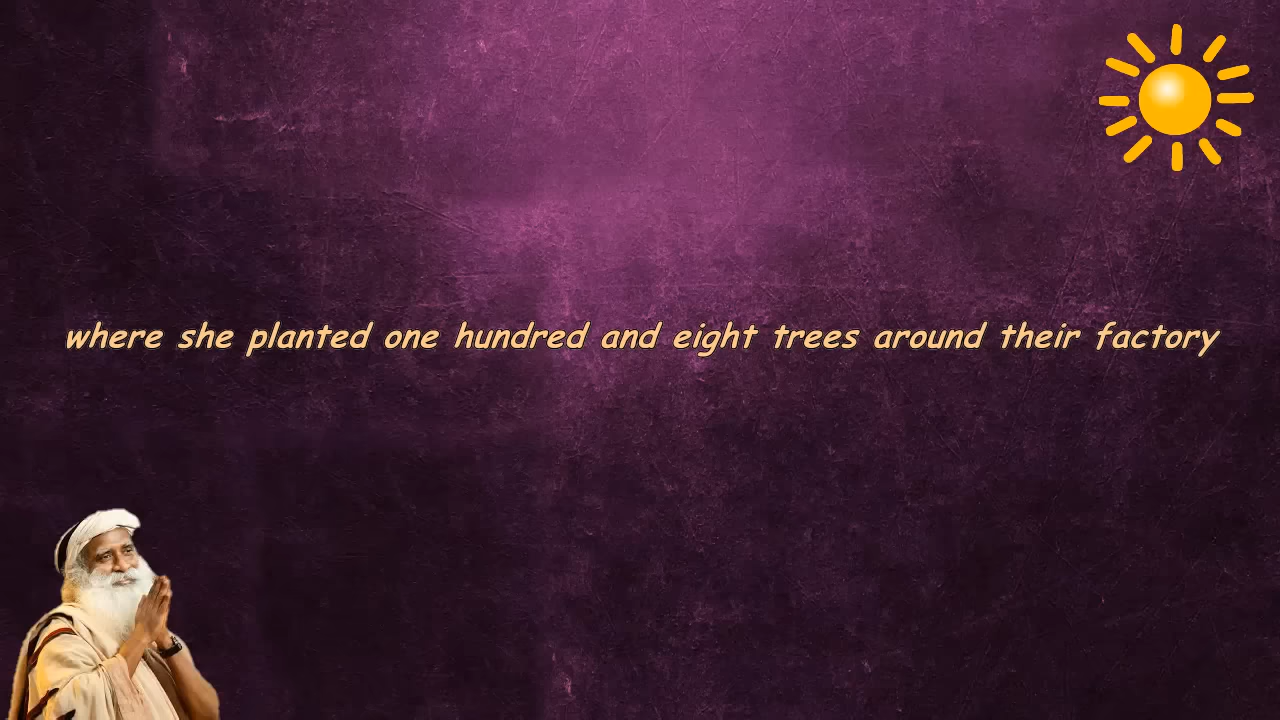 where she planted one hundred and eight trees around their factory